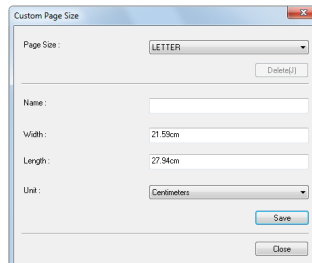 Custom Page Size
Page Size :
LETTER
Delete(J)
Name :
Width :
21.59cm
Length :
27.94cm
Unit :
Centimeters
Save
Close